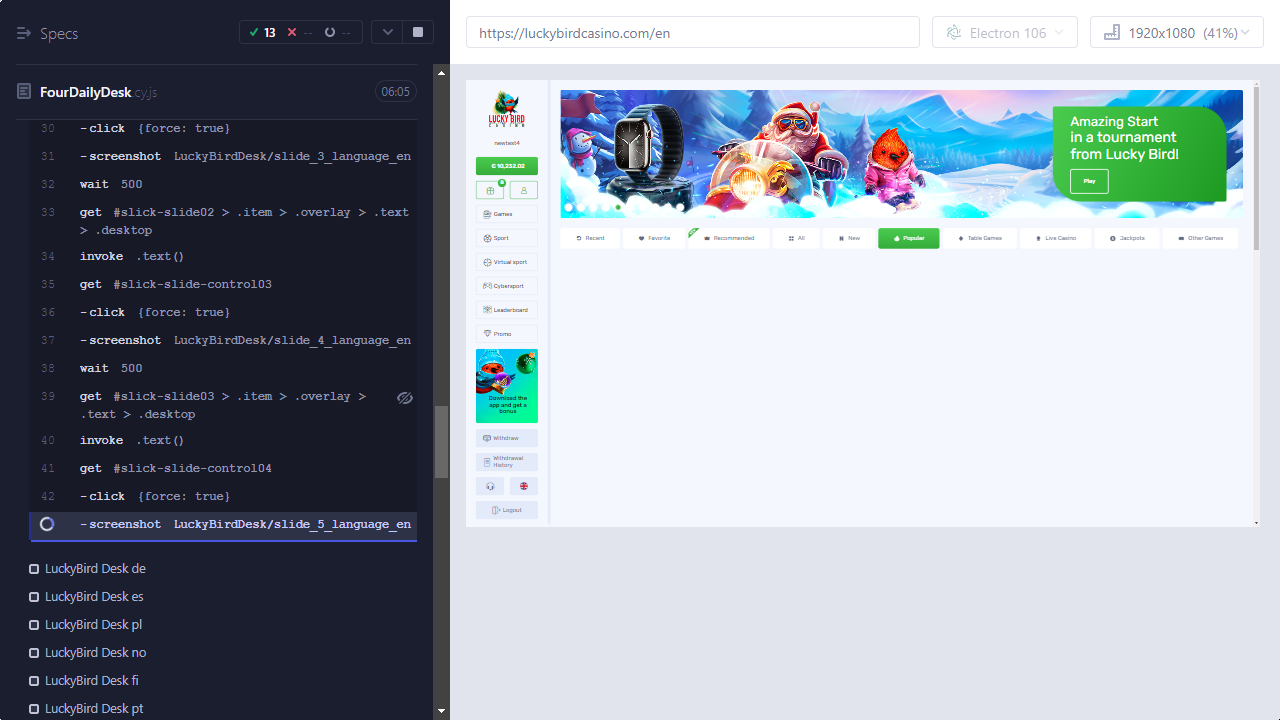 Specs
13
--
--
FourDailyDesk.cy.js
06:05
30 -click {force: true}
31 -screenshot LuckyBirdDesk/slide_3_language_en
32 wait 500
33 get #slick-slide02 > .item > .overlay > .text
> .desktop
34 invoke .text()
35 get #slick-slide-control03
36 -click {force: true}
37 -screenshot LuckyBirdDesk/slide_4_language_en
38 wait 500
39 get #slick-slide03 > .item > .overlay >
.text > .desktop
40 invoke .text()
41 get #slick-slide-control04
42 -click {force: true}
-screenshot LuckyBirdDesk/slide_5_language_en
LuckyBird Desk de
LuckyBird Desk es
LuckyBird Desk pl
LuckyBird Desk no
LuckyBird Desk fi
LuckyBird Desk pt
https://luckybirdcasino.com/en
Electron 106
1920x1080 (41%)
LUCKY BIRD
CASINO
newtest4
€ 10,232.02
Games
Sport
Virtual sport
Cybersport
Leaderboard
Promo
Download the
app and get a
bonus
Withdraw
Withdrawal
History
Logout
Amazing Start
in a tournament
from Lucky Bird!
Play
Recent
Favorite
Recommended
All
New
Popular
Table Games
Live Casino
Jackpots
Other Games